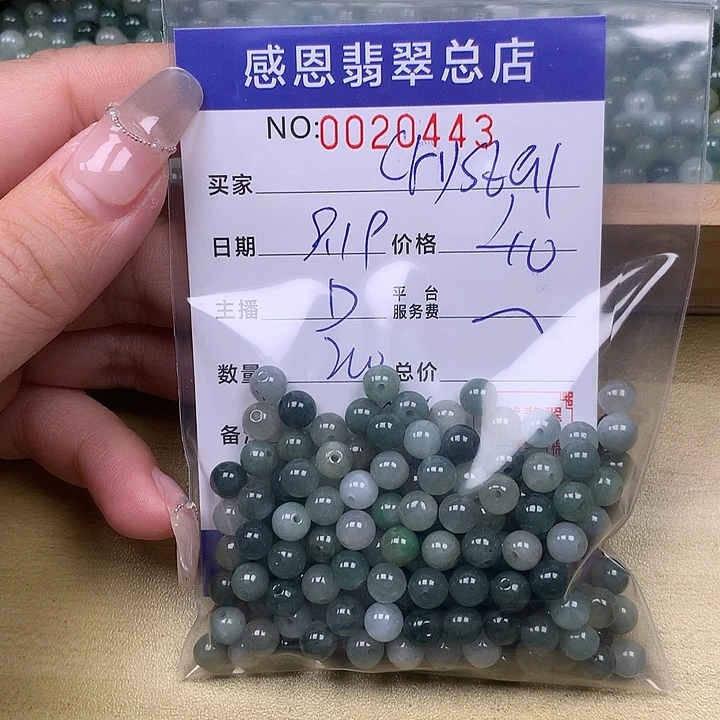 感恩翡翠总店
NO:0020443
买家 Crystal
日期 8.19 价格 40
主播 D 平台服务费
数量 200 总价
备